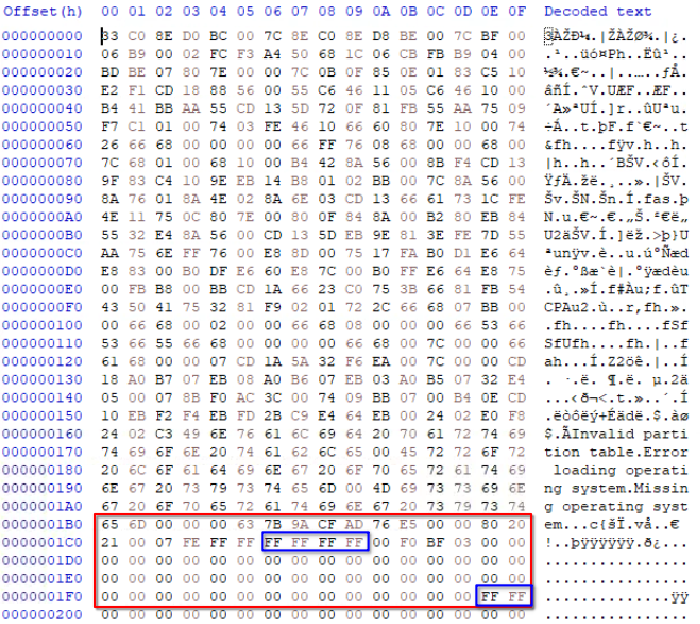 Offset(h) 00 01 02 03 04 05 06 07 08 09 0A 0B 0C 0D 0E 0F Decoded text
000000000 33 C0 8E D0 BC 00 7C 8E C0 8E D8 BE 00 7C BF 00 3ÀŽÐ¼.|ŽÀŽØ¾.|¿.
000000010 06 B9 00 02 FC F3 A4 50 68 1C 06 CB FB B9 04 00 .¹..üó¤Ph..Ëû¹..
000000020 BD BE 07 80 7E 00 00 7C 0B 0F 85 0E 01 83 C5 10 ½¾.€~..|..…..ƒÅ.
000000030 E2 F1 CD 18 88 56 00 55 C6 46 11 05 C6 46 10 00 âñÍ.ˆV.UÆF..ÆF..
000000040 B4 41 BB AA 55 CD 13 5D 72 0F 81 FB 55 AA 75 09 ´A»ªUÍ.]r..ûUªu.
000000050 F7 C1 01 00 74 03 FE 46 10 66 60 80 7E 10 00 74 ÷Á..t.þF.f`€~..t
000000060 26 66 68 00 00 00 00 66 FF 76 08 68 00 00 68 00 &fh....fÿv.h..h.
000000070 7C 68 01 00 68 10 00 B4 42 8A 56 00 8B F4 CD 13 |h..h..´BŠV.‹ôÍ.
000000080 9F 83 C4 10 9E EB 14 B8 01 02 BB 00 7C 8A 56 00 ŸƒÄ.žë.¸..».|ŠV.
000000090 8A 76 01 8A 4E 02 8A 6E 03 CD 13 66 61 73 1C FE Šv.ŠN.Šn.Í.fas.þ
0000000A0 4E 11 75 0C 80 7E 00 80 0F 84 8A 00 B2 80 EB 84 N.u.€~.€.„Š.²€ë„
0000000B0 55 32 E4 8A 56 00 CD 13 5D EB 9E 81 3E FE 7D 55 U2äŠV.Í.]ëž.>þ}U
0000000C0 AA 75 6E FF 76 00 E8 8D 00 75 17 FA B0 D1 E6 64 ªunÿv.è..u.ú°Ñæd
0000000D0 E8 83 00 B0 DF E6 60 E8 7C 00 B0 FF E6 64 E8 75 èƒ.°ßæ`è|.°ÿædèu
0000000E0 00 FB B8 00 BB CD 1A 66 23 C0 75 3B 66 81 FB 54 .û¸.»Í.f#Àu;f.ûT
0000000F0 43 50 41 75 32 81 F9 02 01 72 2C 66 68 07 BB 00 CPAu2.ù..r,fh.».
000000100 00 66 68 00 02 00 00 66 68 08 00 00 00 66 53 66 .fh....fh....fSf
000000110 53 66 55 66 68 00 00 00 00 66 68 00 7C 00 00 66 SfUfh....fh.|..f
000000120 61 68 00 00 07 CD 1A 5A 32 F6 EA 00 7C 00 00 CD ah...Í.Z2öê.|..Í
000000130 18 A0 B7 07 EB 08 A0 B6 07 EB 03 A0 B5 07 32 E4 . ·.ë. ¶.ë. µ.2ä
000000140 05 00 07 8B F0 AC 3C 00 74 09 BB 07 00 B4 0E CD ...‹ð¬<.t.»..´.Í
000000150 10 EB F2 F4 EB FD 2B C9 E4 64 EB 00 24 02 E0 F8 .ëòôëý+Éädë.$.àø
000000160 24 02 C3 49 6E 76 61 6C 69 64 20 70 61 72 74 69 $.ÃInvalid parti
000000170 74 69 6F 6E 20 74 61 62 6C 65 00 45 72 72 6F 72 tion table.Error
000000180 20 6C 6F 61 64 69 6E 67 20 6F 70 65 72 61 74 69  loading operati
000000190 6E 67 20 73 79 73 74 65 6D 00 4D 69 73 73 69 6E ng system.Missin
0000001A0 67 20 6F 70 65 72 61 74 69 6E 67 20 73 79 73 74 g operating syst
0000001B0 65 6D 00 00 00 63 7B 9A CF AD 76 E5 00 00 80 20 em...c{šÏ.vå..€
0000001C0 21 00 07 FE FF FF FF FF FF FF 00 F0 BF 03 00 00 !..þÿÿÿÿÿÿ.ð¿...
0000001D0 00 00 00 00 00 00 00 00 00 00 00 00 00 00 00 00 ................
0000001E0 00 00 00 00 00 00 00 00 00 00 00 00 00 00 00 00 ................
0000001F0 00 00 00 00 00 00 00 00 00 00 00 00 00 00 FF FF ..............ÿÿ
000000200 00 00 00 00 00 00 00 00 00 00 00 00 00 00 00 00 ................